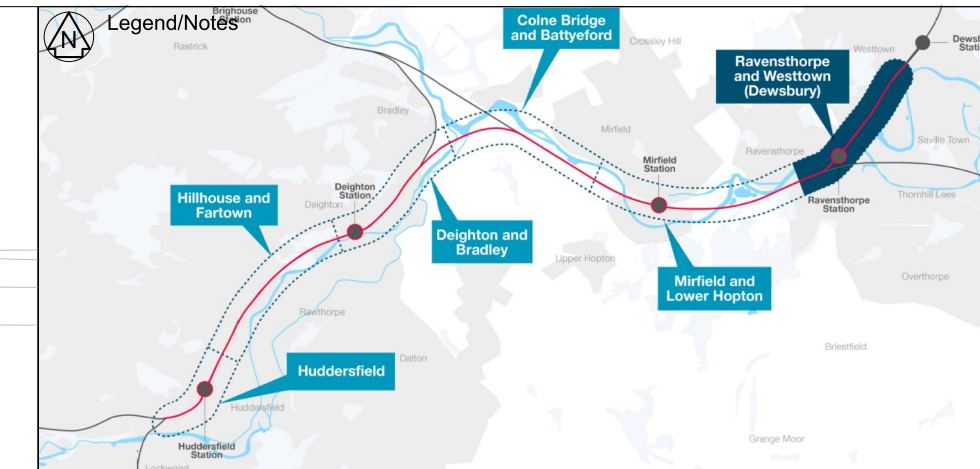 Brighouse
Station
Legend/Notes
N
Rastrick
Colne Bridge
and Battyeford
Crossley Hill
Westtown
Ravensthorpe
and Westtown
(Dewsbury)
Bradley
Mirfield
Ravensthorpe
Saville Town
Mirfield
Station
Deighton
Station
Deighton
Hillhouse and
Fartown
Thornhill Lees
Ravensthorpe
Station
Deighton and
Bradley
Upper Hopton
Mirfield and
Lower Hopton
Overthorpe
Rawthorpe
Briestfield
Dalton
Huddersfield
Huddersfield
Grange Moor
Huddersfield
Station
Lockwood